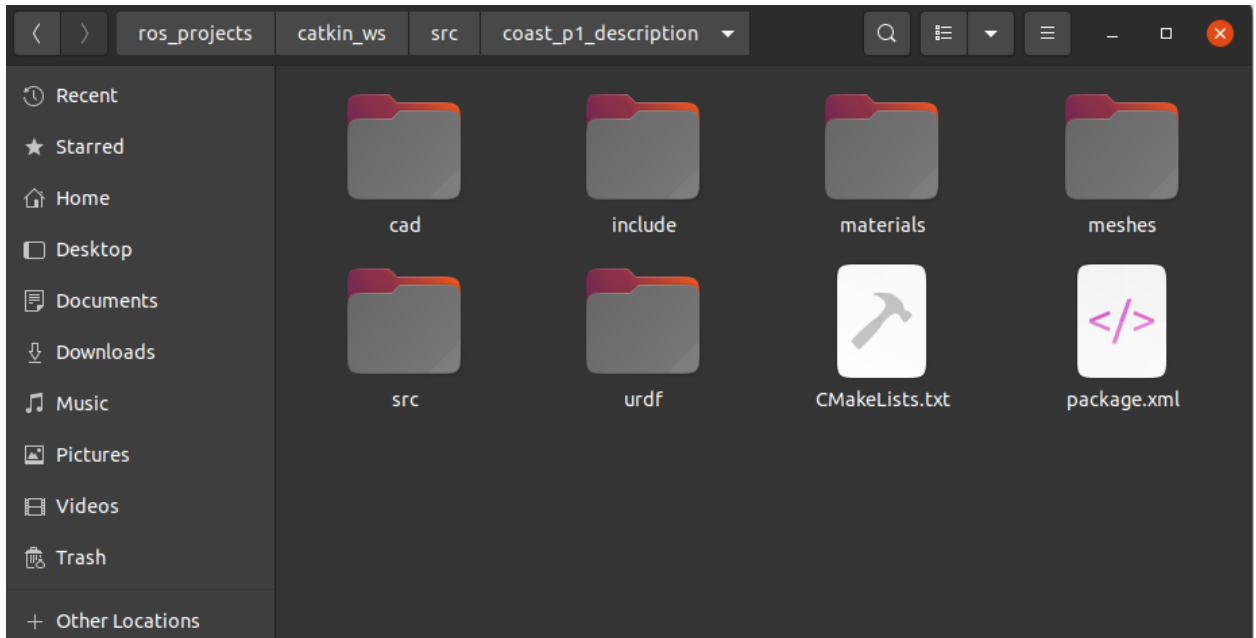 ros_projects catkin_ws src coast_p1_description
Recent
Starred
Home
Desktop
Documents
Downloads
Music
Pictures
Videos
Trash
+ Other Locations
cad include materials meshes
</>
src urdf CMakeLists.txt package.xml